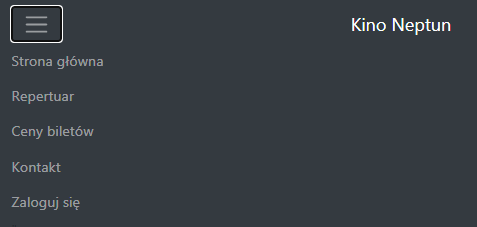 Kino Neptun
Strona główna
Repertuar
Ceny biletów
Kontakt
Zaloguj się